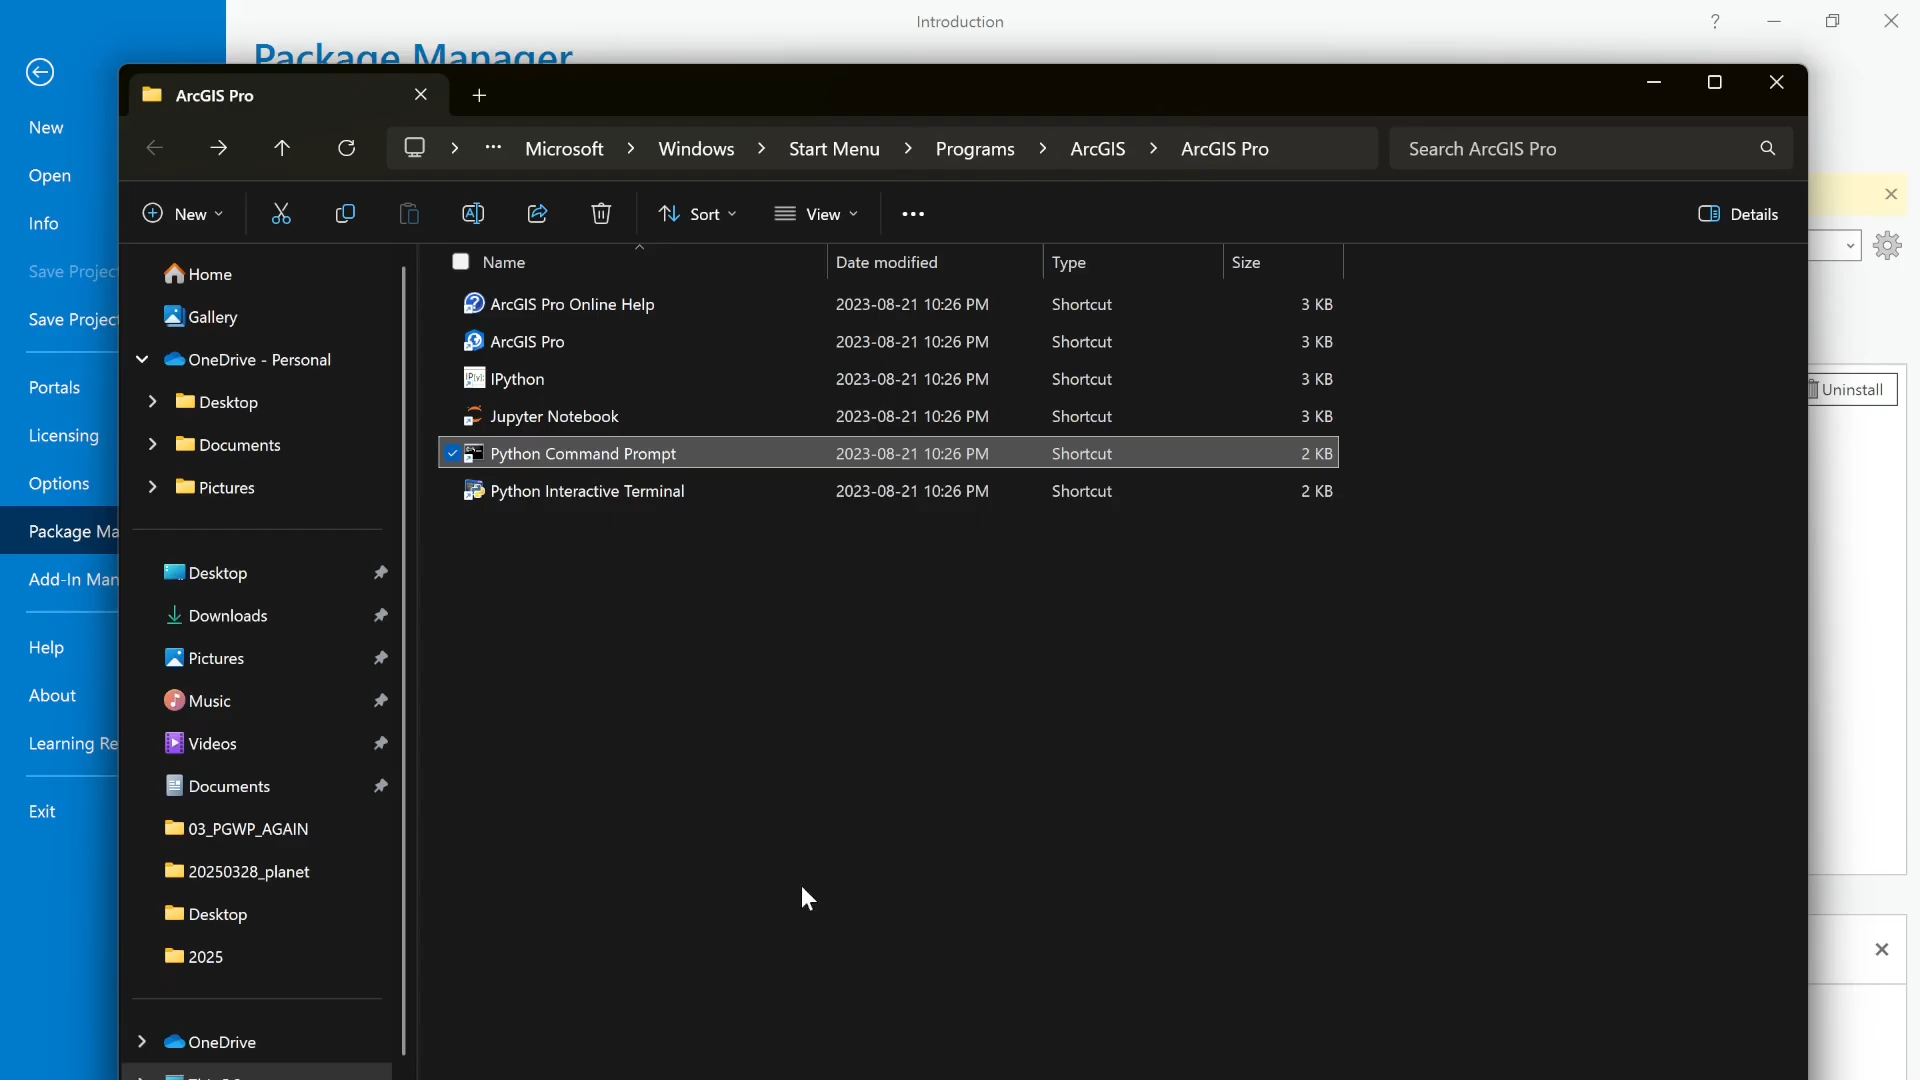 Introduction
?
Package Manager
ArcGIS Pro
New
Open
Info
Save Projec
Save Projec
Portals
Licensing
Options
Package Ma
Add-In Man
Help
About
Learning Re
Exit
Microsoft > Windows > Start Menu > Programs > ArcGIS > ArcGIS Pro
Search ArcGIS Pro
New
Sort
View
Details
Home
Gallery
OneDrive - Personal
Desktop
Documents
Pictures
Desktop
Downloads
Pictures
Music
Videos
Documents
03_PGWP_AGAIN
20250328_planet
Desktop
2025
OneDrive
Name Date modified Type Size
ArcGIS Pro Online Help 2023-08-21 10:26 PM Shortcut 3 KB
ArcGIS Pro 2023-08-21 10:26 PM Shortcut 3 KB
IPython 2023-08-21 10:26 PM Shortcut 3 KB
Jupyter Notebook 2023-08-21 10:26 PM Shortcut 3 KB
Python Command Prompt 2023-08-21 10:26 PM Shortcut 2 KB
Python Interactive Terminal 2023-08-21 10:26 PM Shortcut 2 KB
Uninstall